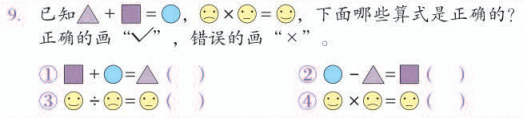 9. 已知△+□=○，☹×☹=☺，下面哪些算式是正确的？
正确的画“✓”，错误的画“×”。
① □+○=△（ ） ② ○-△=□（ ）
③ ☺÷☹=☹（ ） ④ ☺×☹=☺（ ）